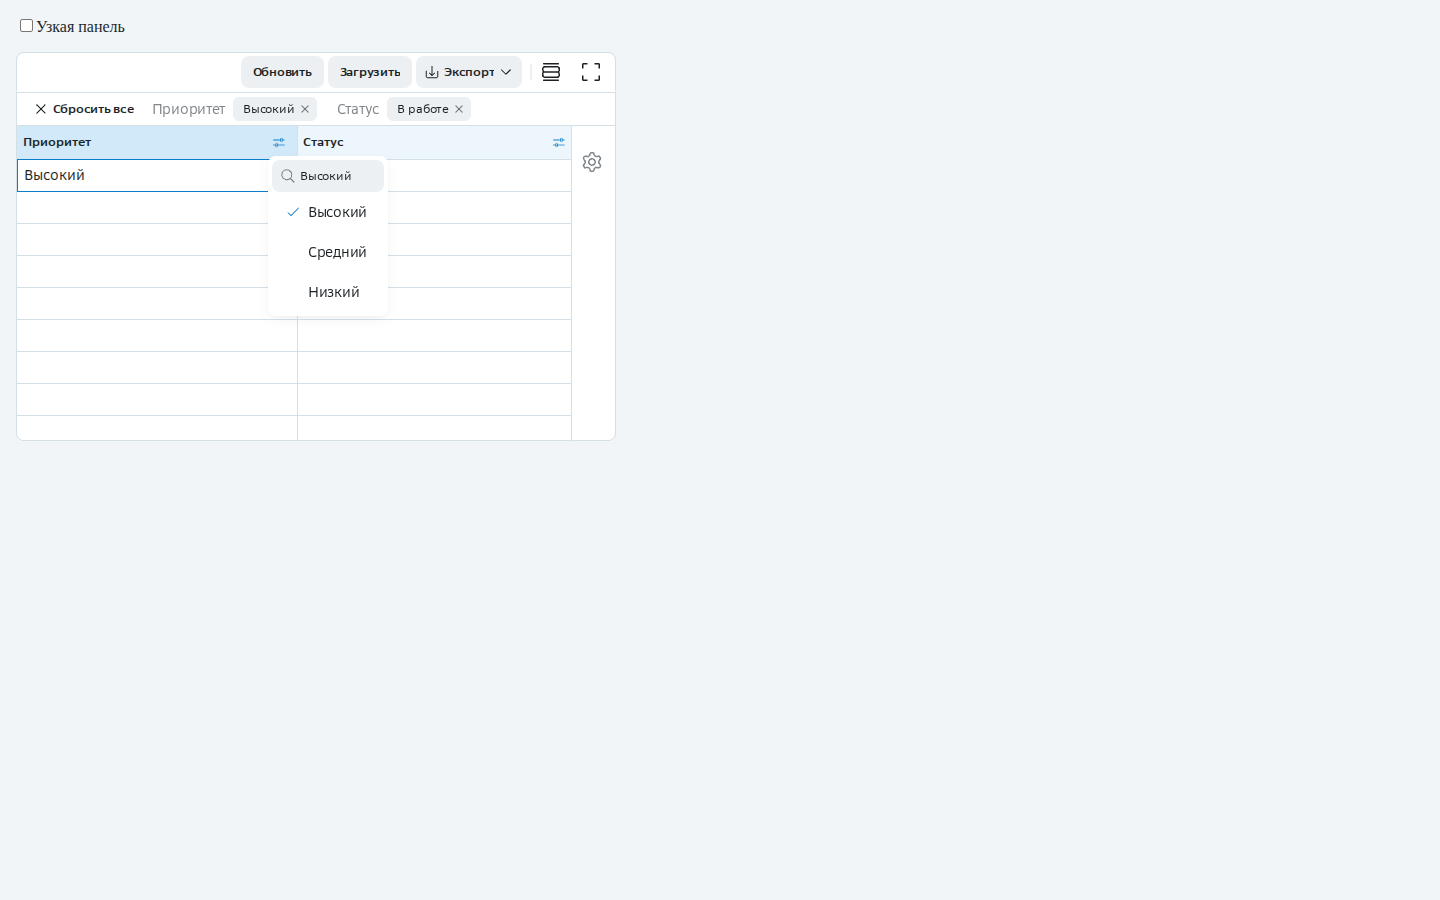 Узкая панель
Обновить Загрузить Экспорт
Сбросить все Приоритет Высокий Статус В работе
Приоритет Статус
Высокий Высокий
Высокий
Средний
Низкий